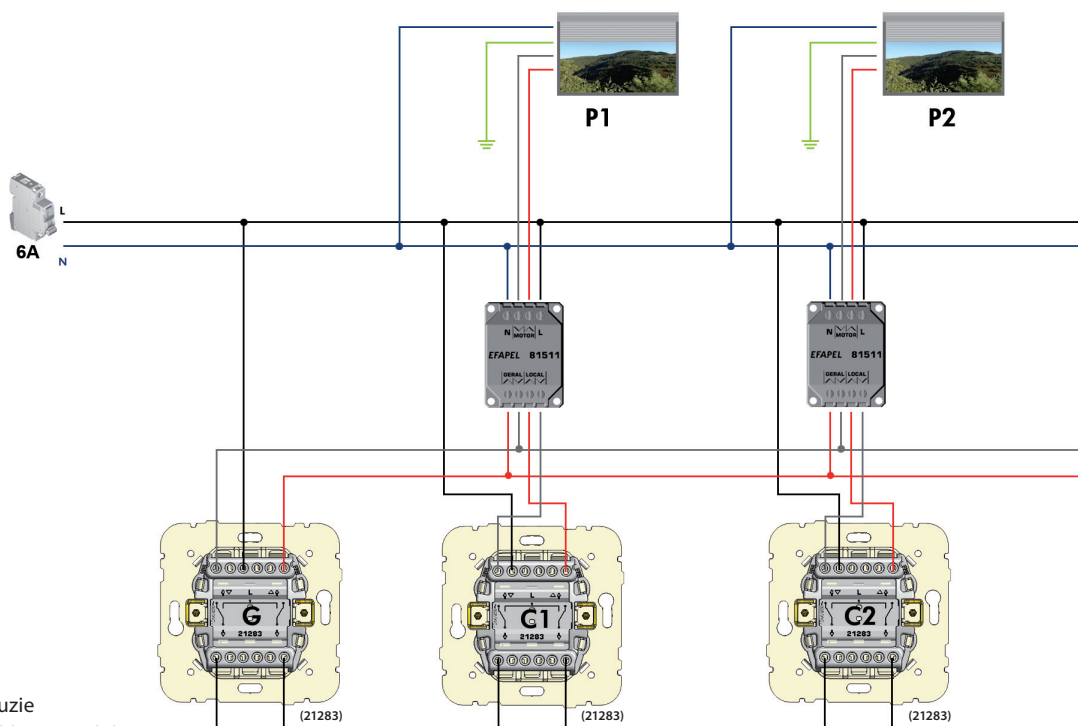 P1
P2
L
6A
N
N MOTOR L
EFAPEL 81511
GERAL LOCAL
N MOTOR L
EFAPEL 81511
GERAL LOCAL
L
G
21283
L
C1
21283
L
C2
21283
uzie
(21283)
(21283)
(21283)